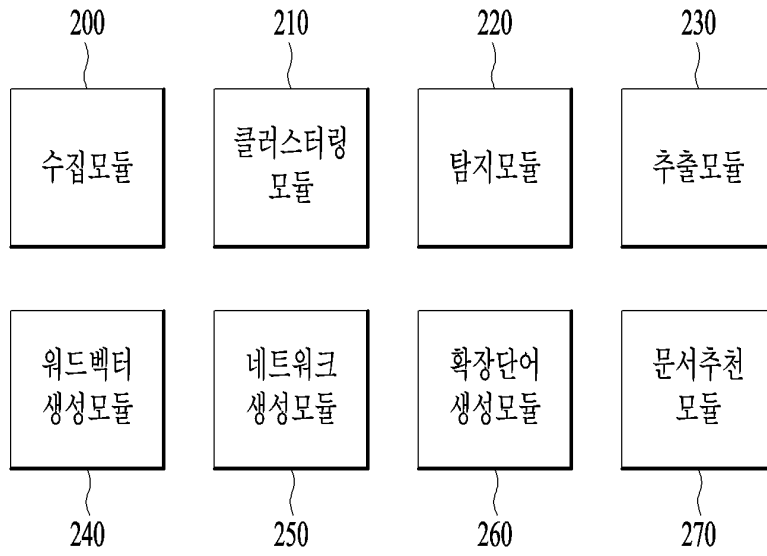 200 210 220 230
수집모듈
클러스터링
모듈
탐지모듈
추출모듈
워드벡터
생성모듈
네트워크
생성모듈
확장단어
생성모듈
문서추천
모듈
240 250 260 270